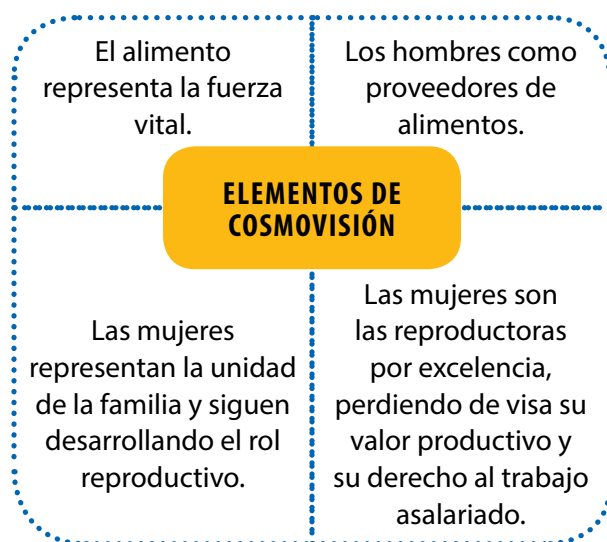 El alimento
representa la fuerza
vital.
Los hombres como
proveedores de
alimentos.
ELEMENTOS DE
COSMOVISIÓN
Las mujeres
representan la unidad
de la familia y siguen
desarrollando el rol
reproductivo.
Las mujeres son
las reproductoras
por excelencia,
perdiendo de visa su
valor productivo y
su derecho al trabajo
asalariado.